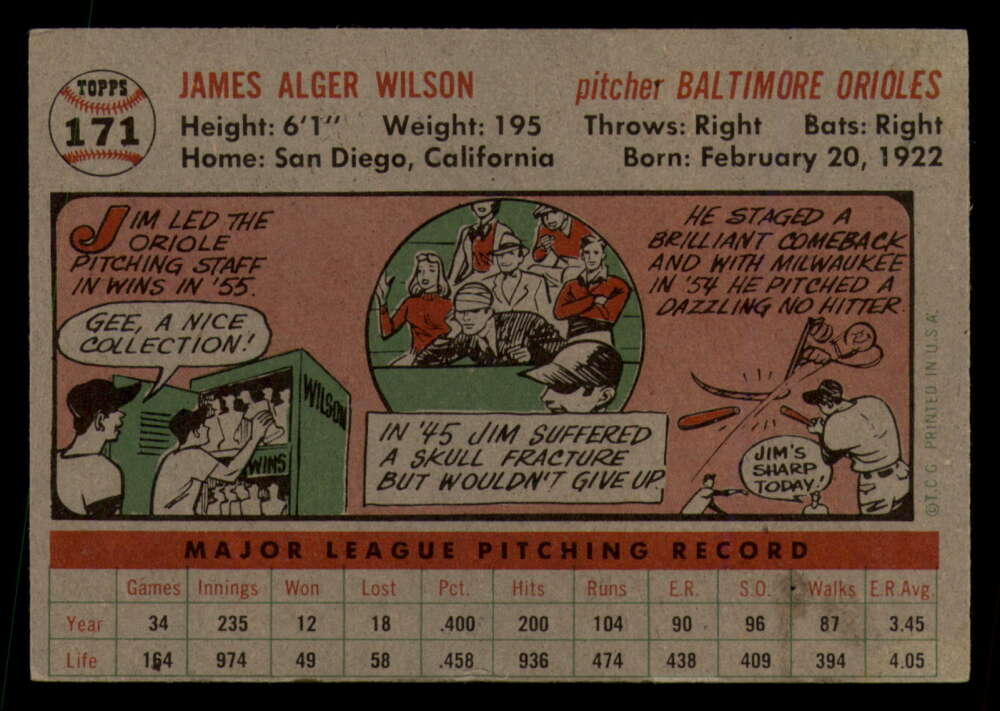 TOPPS
171
JAMES ALGER WILSON pitcher BALTIMORE ORIOLES
Height: 6'1" Weight: 195 Throws: Right Bats: Right
Home: San Diego, California Born: February 20, 1922
JIM LED THE
ORIOLE
PITCHING STAFF
IN WINS IN '55.
GEE, A NICE
COLLECTION!
WILSON
WINS
IN '45 JIM SUFFERED
A SKULL FRACTURE
BUT WOULDN'T GIVE UP.
HE STAGED A
BRILLIANT COMEBACK
AND WITH MILWAUKEE
IN '54 HE PITCHED A
DAZZLING NO HITTER.
JIM'S
SHARP
TODAY!
©T.C.G. PRINTED IN U.S.A.
MAJOR LEAGUE PITCHING RECORD
Games Innings Won Lost Pct. Hits Runs E.R. S.O. Walks E.R.Avg.
Year 34 235 12 18 .400 200 104 90 96 87 3.45
Life 164 974 49 58 .458 936 474 438 409 394 4.05